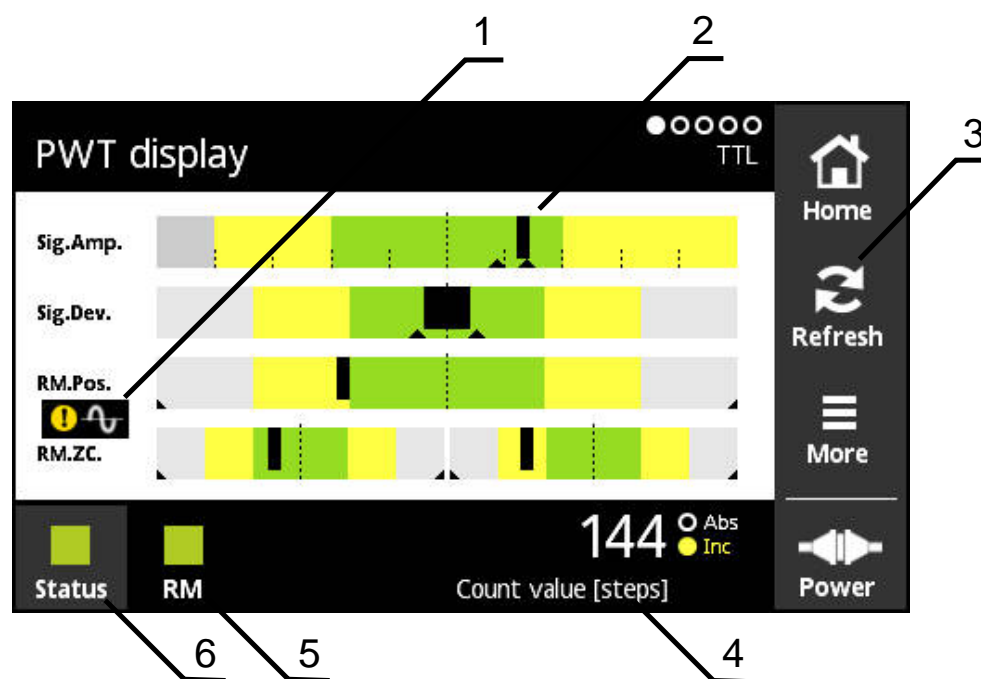 1
2
3
PWT display
TTL
Home
Sig.Amp.
Sig.Dev.
Refresh
RM.Pos.
!
RM.ZC.
More
144
Abs
Inc
Status
RM
Count value [steps]
Power
6
5
4